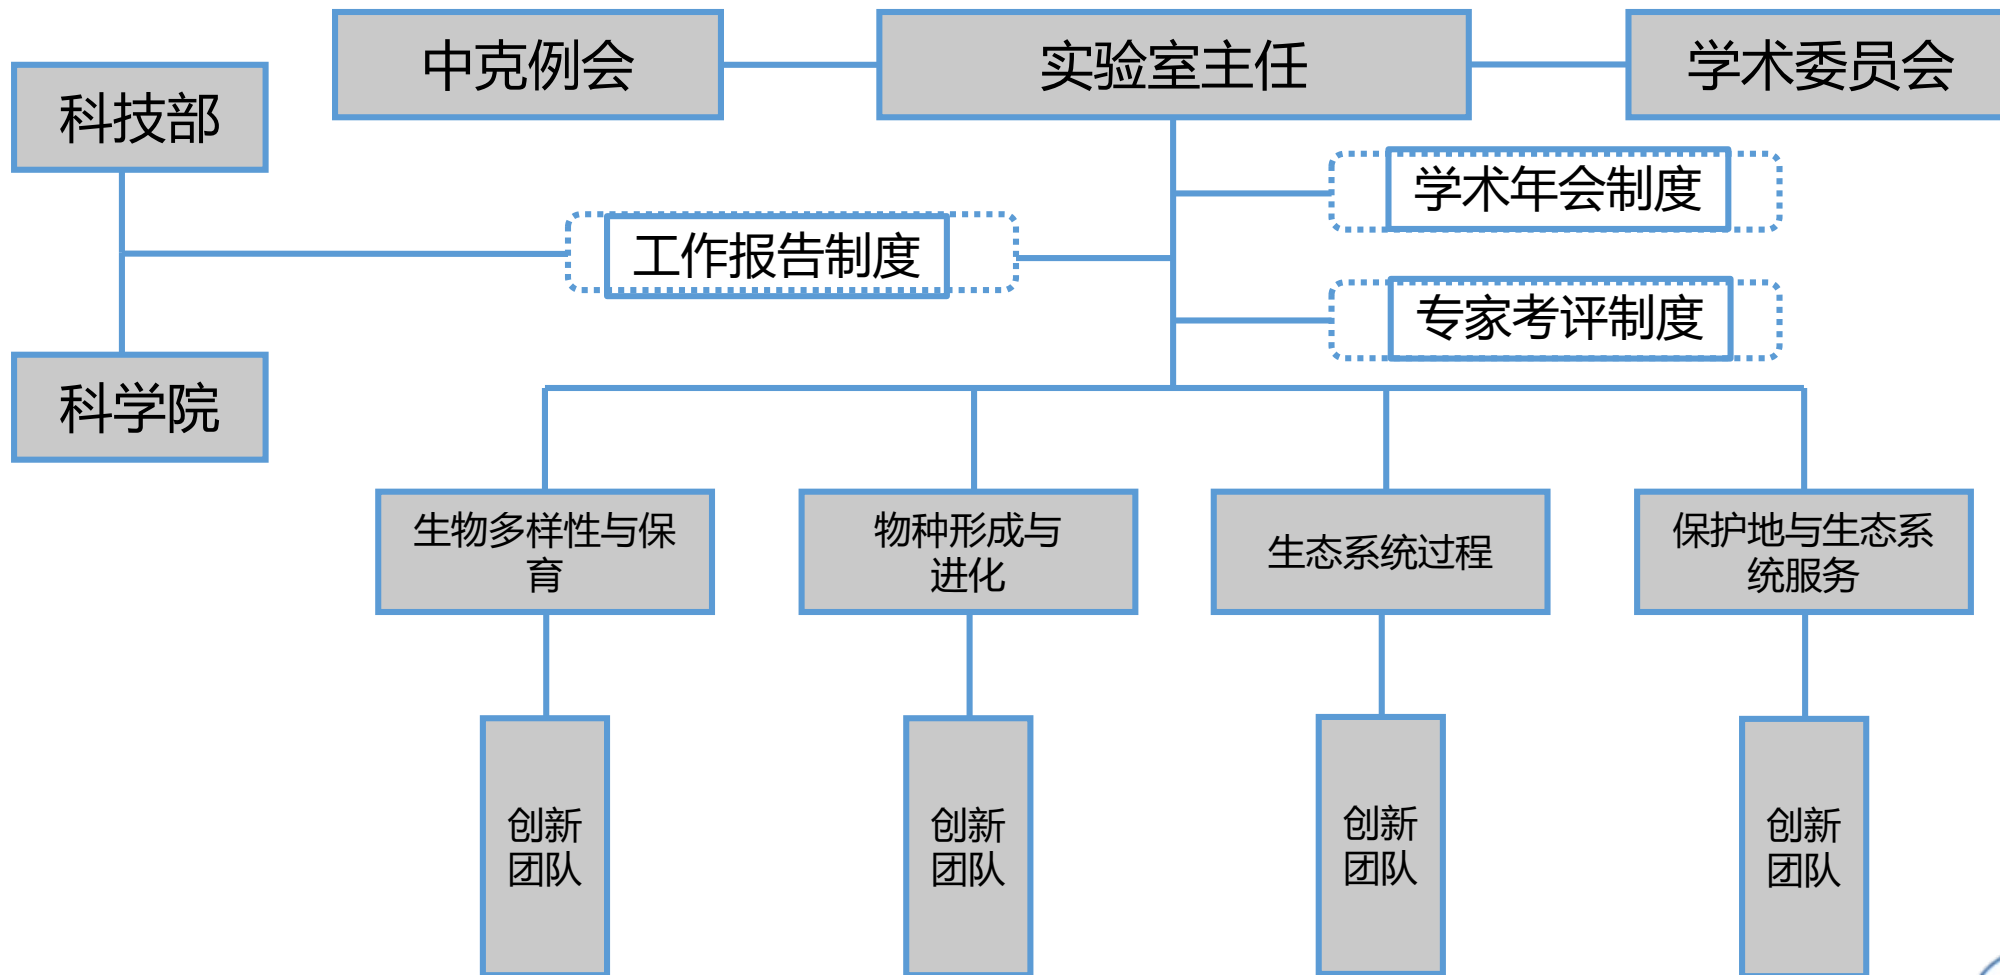 中克例会
实验室主任
学术委员会
科技部
学术年会制度
工作报告制度
专家考评制度
科学院
生物多样性与保
育
物种形成与
进化
生态系统过程
保护地与生态系
统服务
创新
团队
创新
团队
创新
团队
创新
团队